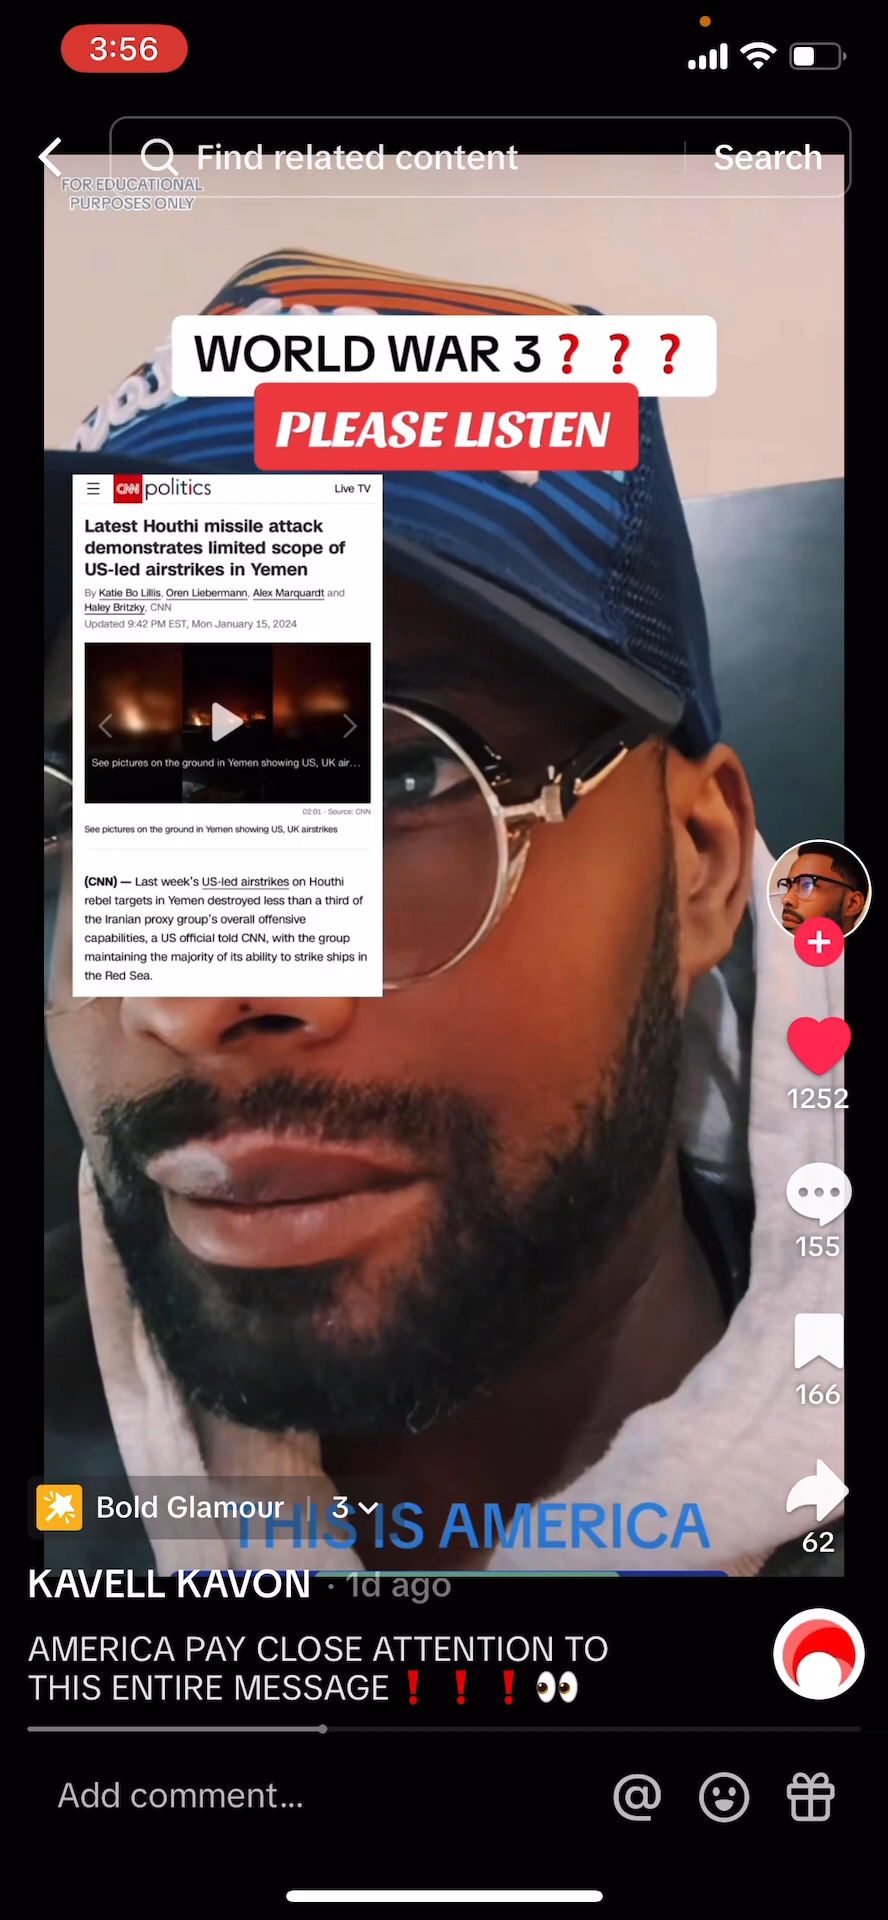 3:56
Find related content
Search
FOR EDUCATIONAL
PURPOSES ONLY
WORLD WAR 3❓❓❓
PLEASE LISTEN
CNN politics
Live TV
Latest Houthi missile attack
demonstrates limited scope of
US-led airstrikes in Yemen
By Katie Bo Lillis, Oren Liebermann, Alex Marquardt and
Haley Britzky, CNN
Updated 9:42 PM EST, Mon January 15, 2024
See pictures on the ground in Yemen showing US, UK air...
02:01 - Source: CNN
See pictures on the ground in Yemen showing US, UK airstrikes
(CNN) — Last week's US-led airstrikes on Houthi
rebel targets in Yemen destroyed less than a third of
the Iranian proxy group's overall offensive
capabilities, a US official told CNN, with the group
maintaining the majority of its ability to strike ships in
the Red Sea.
1252
155
166
62
Bold Glamour | 3
THIS IS AMERICA
KAVELL KAVON · 1d ago
AMERICA PAY CLOSE ATTENTION TO
THIS ENTIRE MESSAGE❗❗❗👀
Add comment...